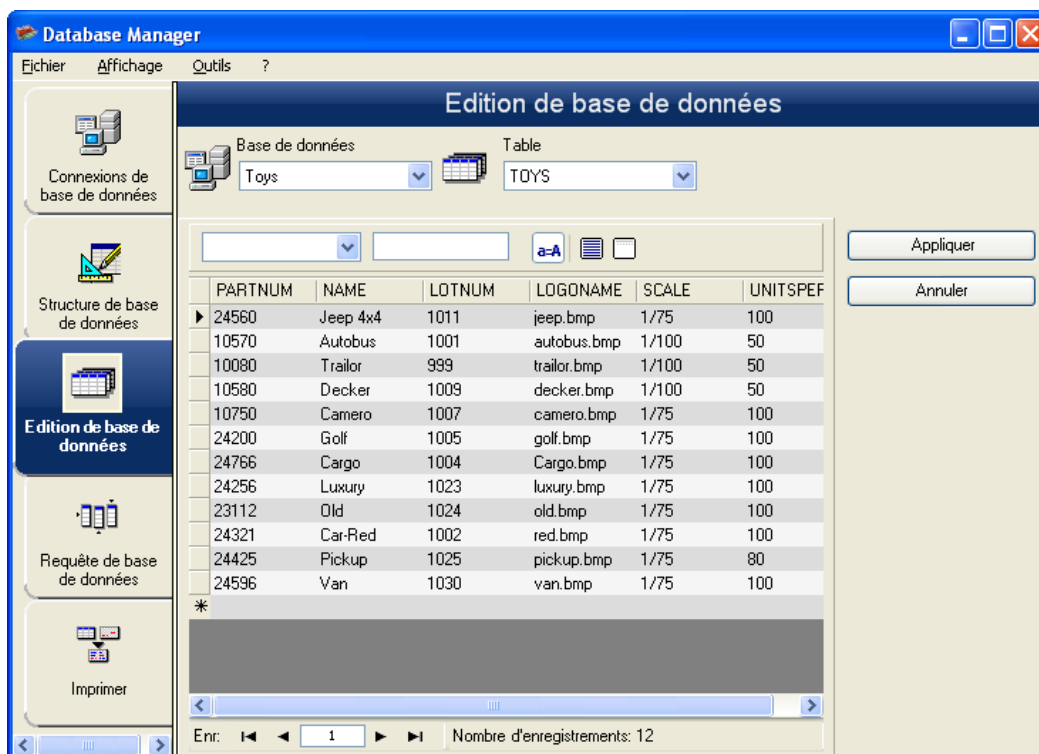 Database Manager
Fichier Affichage Outils ?
Edition de base de données
Connexions de
base de données
Structure de base
de données
Edition de base de
données
Requête de base
de données
Imprimer
Base de données
Toys
Table
TOYS
a=A
Appliquer
Annuler
PARTNUM NAME LOTNUM LOGONAME SCALE UNITSPER
24560 Jeep 4x4 1011 jeep.bmp 1/75 100
10570 Autobus 1001 autobus.bmp 1/100 50
10080 Trailor 999 trailor.bmp 1/100 50
10580 Decker 1009 decker.bmp 1/100 50
10750 Camero 1007 camero.bmp 1/75 100
24200 Golf 1005 golf.bmp 1/75 100
24766 Cargo 1004 Cargo.bmp 1/75 100
24256 Luxury 1023 luxury.bmp 1/75 100
23112 Old 1024 old.bmp 1/75 100
24321 Car-Red 1002 red.bmp 1/75 100
24425 Pickup 1025 pickup.bmp 1/75 80
24596 Van 1030 van.bmp 1/75 100
Enr: 1 Nombre d'enregistrements: 12